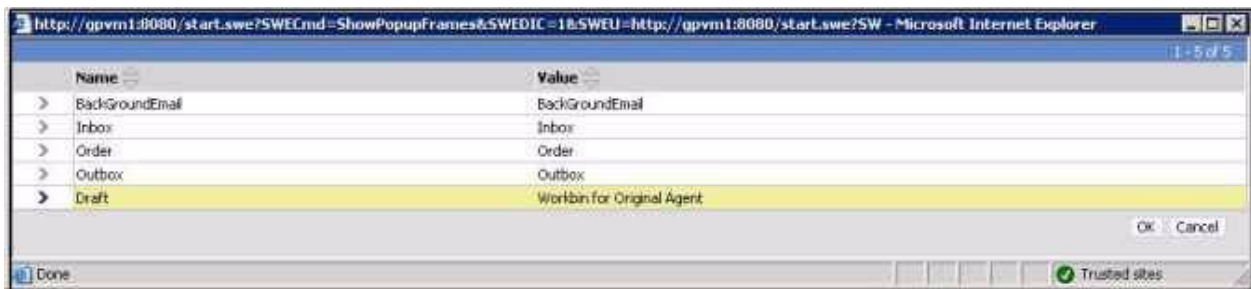 http://gpvm1:8080/start.swe?SWECmd=ShowPopupFrames&SWEDIC=1&SWEU=http://gpvm1:8080/start.swe?SW - Microsoft Internet Explorer
1 - 5 of 5
Name Value
BackGroundEmail BackGroundEmail
Inbox Inbox
Order Order
Outbox Outbox
Draft Workbin for Original Agent
OK Cancel
Done Trusted sites